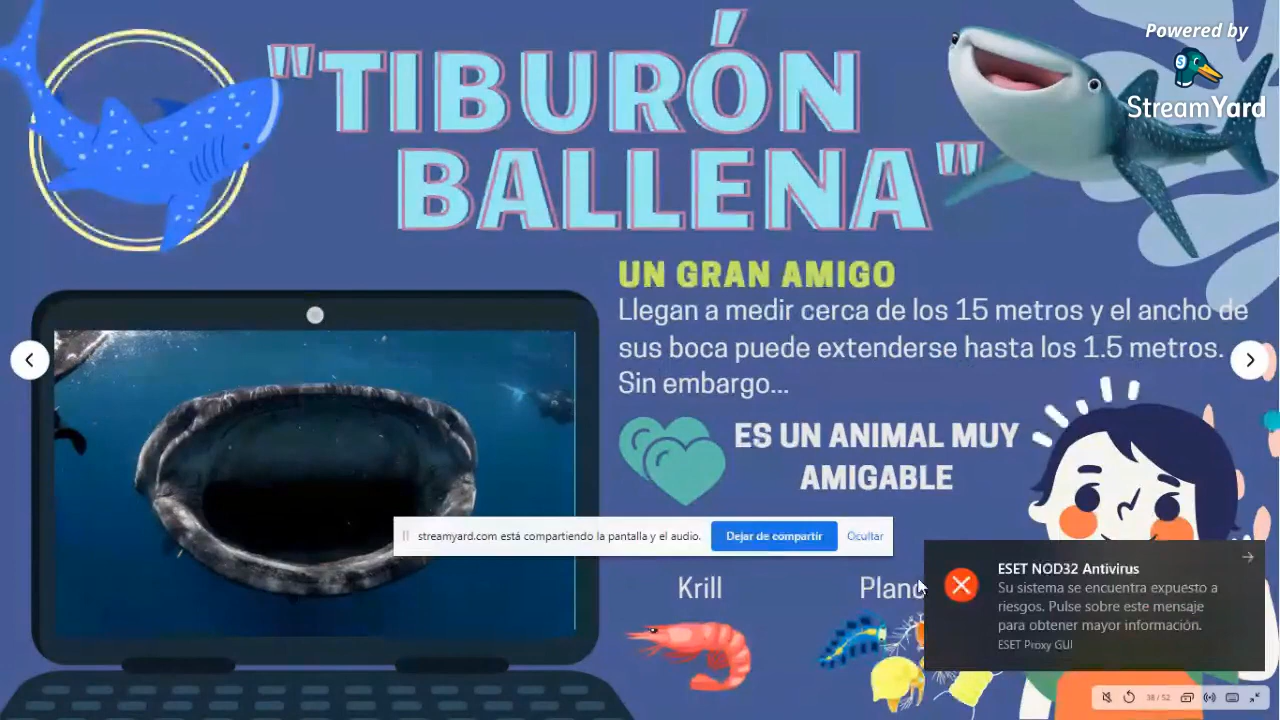 Powered by
StreamYard
"TIBURÓN
BALLENA"
UN GRAN AMIGO
Llegan a medir cerca de los 15 metros y el ancho de
sus boca puede extenderse hasta los 1.5 metros.
Sin embargo...
ES UN ANIMAL MUY
AMIGABLE
streamyard.com está compartiendo la pantalla y el audio.
Dejar de compartir
Ocultar
Krill
ESET NOD32 Antivirus
Su sistema se encuentra expuesto a
riesgos. Pulse sobre este mensaje
para obtener mayor información.
ESET Proxy GUI
38 / 52